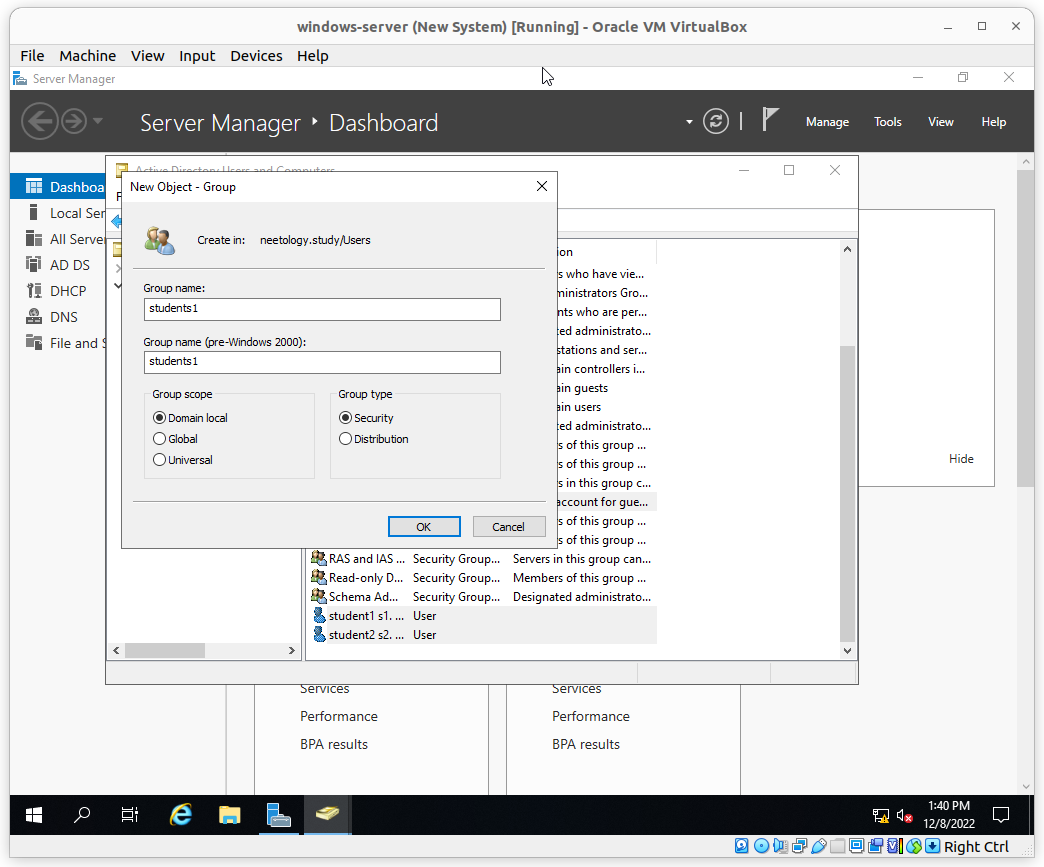 windows-server (New System) [Running] - Oracle VM VirtualBox
File Machine View Input Devices Help
Server Manager
Server Manager ‣ Dashboard
Manage Tools View Help
Active Directory Users and Computers
New Object - Group
Dashboa
Local Ser
All Server
AD DS
DHCP
DNS
File and S
Create in: neetology.study/Users
Group name:
students1
Group name (pre-Windows 2000):
students1
Group scope
Domain local
Global
Universal
Group type
Security
Distribution
OK Cancel
ion
s who have vie...
ministrators Gro...
nts who are per...
ted administrato...
stations and ser...
ain controllers i...
ain guests
ain users
ted administrato...
s of this group ...
s of this group ...
s in this group c...
account for gue...
s of this group ...
s of this group ...
RAS and IAS ... Security Group... Servers in this group can...
Read-only D... Security Group... Members of this group ...
Schema Ad... Security Group... Designated administrato...
student1 s1. ... User
student2 s2. ... User
Hide
Services Services
Performance Performance
BPA results BPA results
1:40 PM
12/8/2022
Right Ctrl